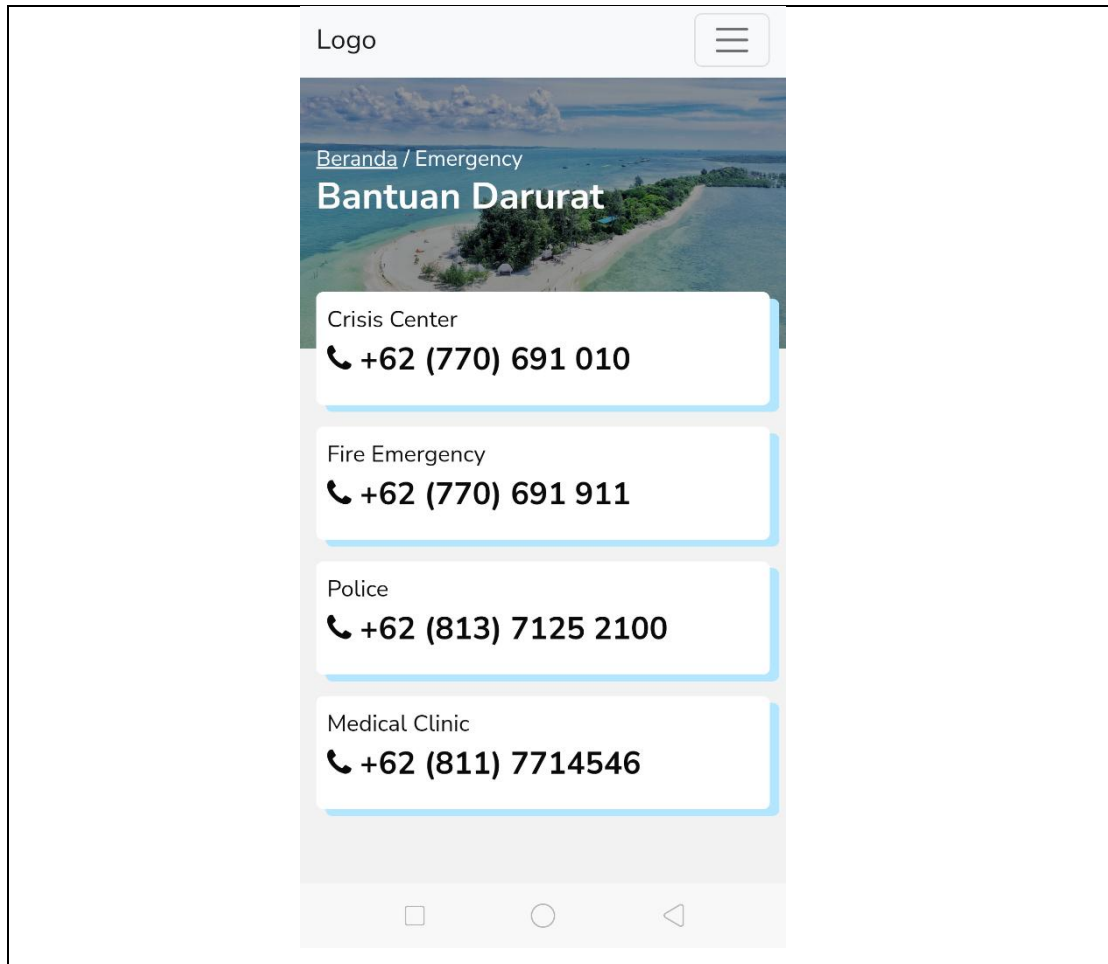 Logo
Beranda / Emergency
Bantuan Darurat
Crisis Center
+62 (770) 691 010
Fire Emergency
+62 (770) 691 911
Police
+62 (813) 7125 2100
Medical Clinic
+62 (811) 7714546